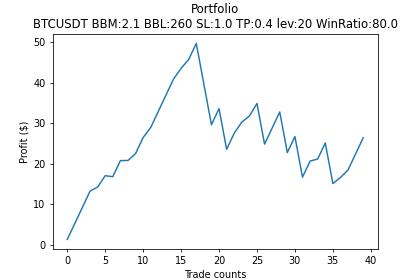 Portfolio
BTCUSDT BBM:2.1 BBL:260 SL:1.0 TP:0.4 lev:20 WinRatio:80.0
50
40
30
20
10
0
Profit ($)
0 5 10 15 20 25 30 35 40
Trade counts